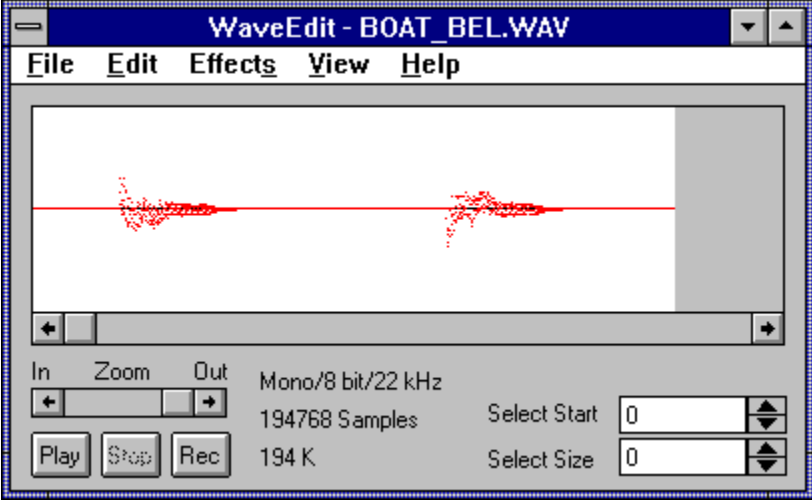 WaveEdit - BOAT_BEL.WAV
File Edit Effects View Help
In Zoom Out
Mono/8 bit/22 kHz
194768 Samples
194 K
Select Start 0
Select Size 0
Play Stop Rec